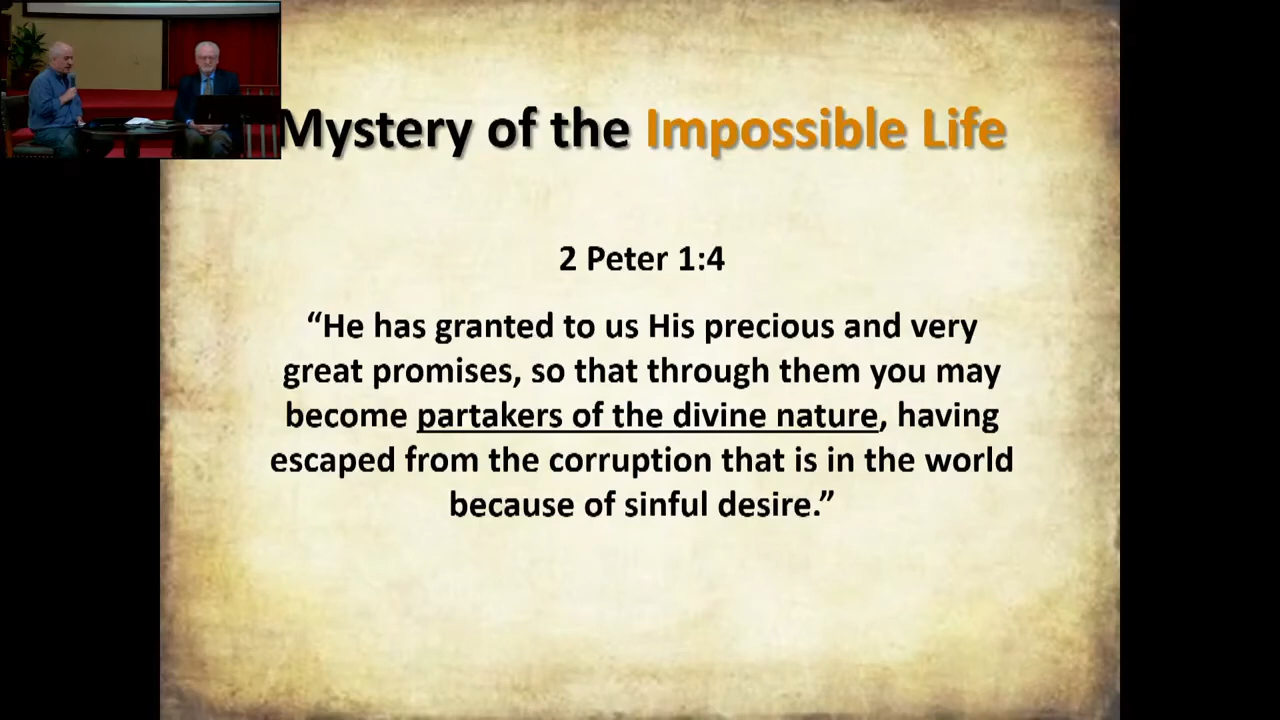 Mystery of the Impossible Life
2 Peter 1:4
“He has granted to us His precious and very
great promises, so that through them you may
become partakers of the divine nature, having
escaped from the corruption that is in the world
because of sinful desire.”